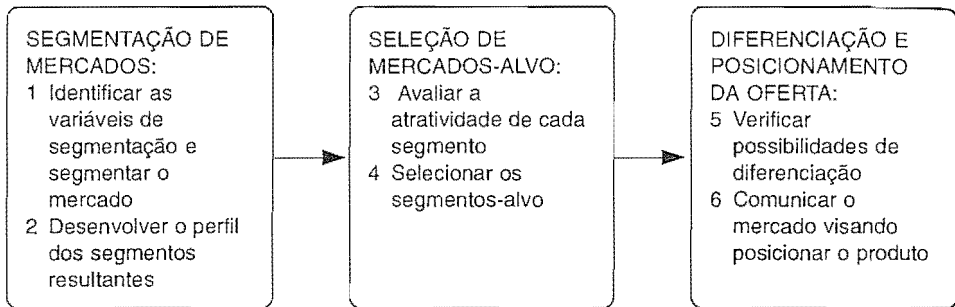 SEGMENTAÇÃO DE
MERCADOS:
1 Identificar as
variáveis de
segmentação e
segmentar o
mercado
2 Desenvolver o perfil
dos segmentos
resultantes
SELEÇÃO DE
MERCADOS-ALVO:
3 Avaliar a
atratividade de cada
segmento
4 Selecionar os
segmentos-alvo
DIFERENCIAÇÃO E
POSICIONAMENTO
DA OFERTA:
5 Verificar
possibilidades de
diferenciação
6 Comunicar o
mercado visando
posicionar o produto